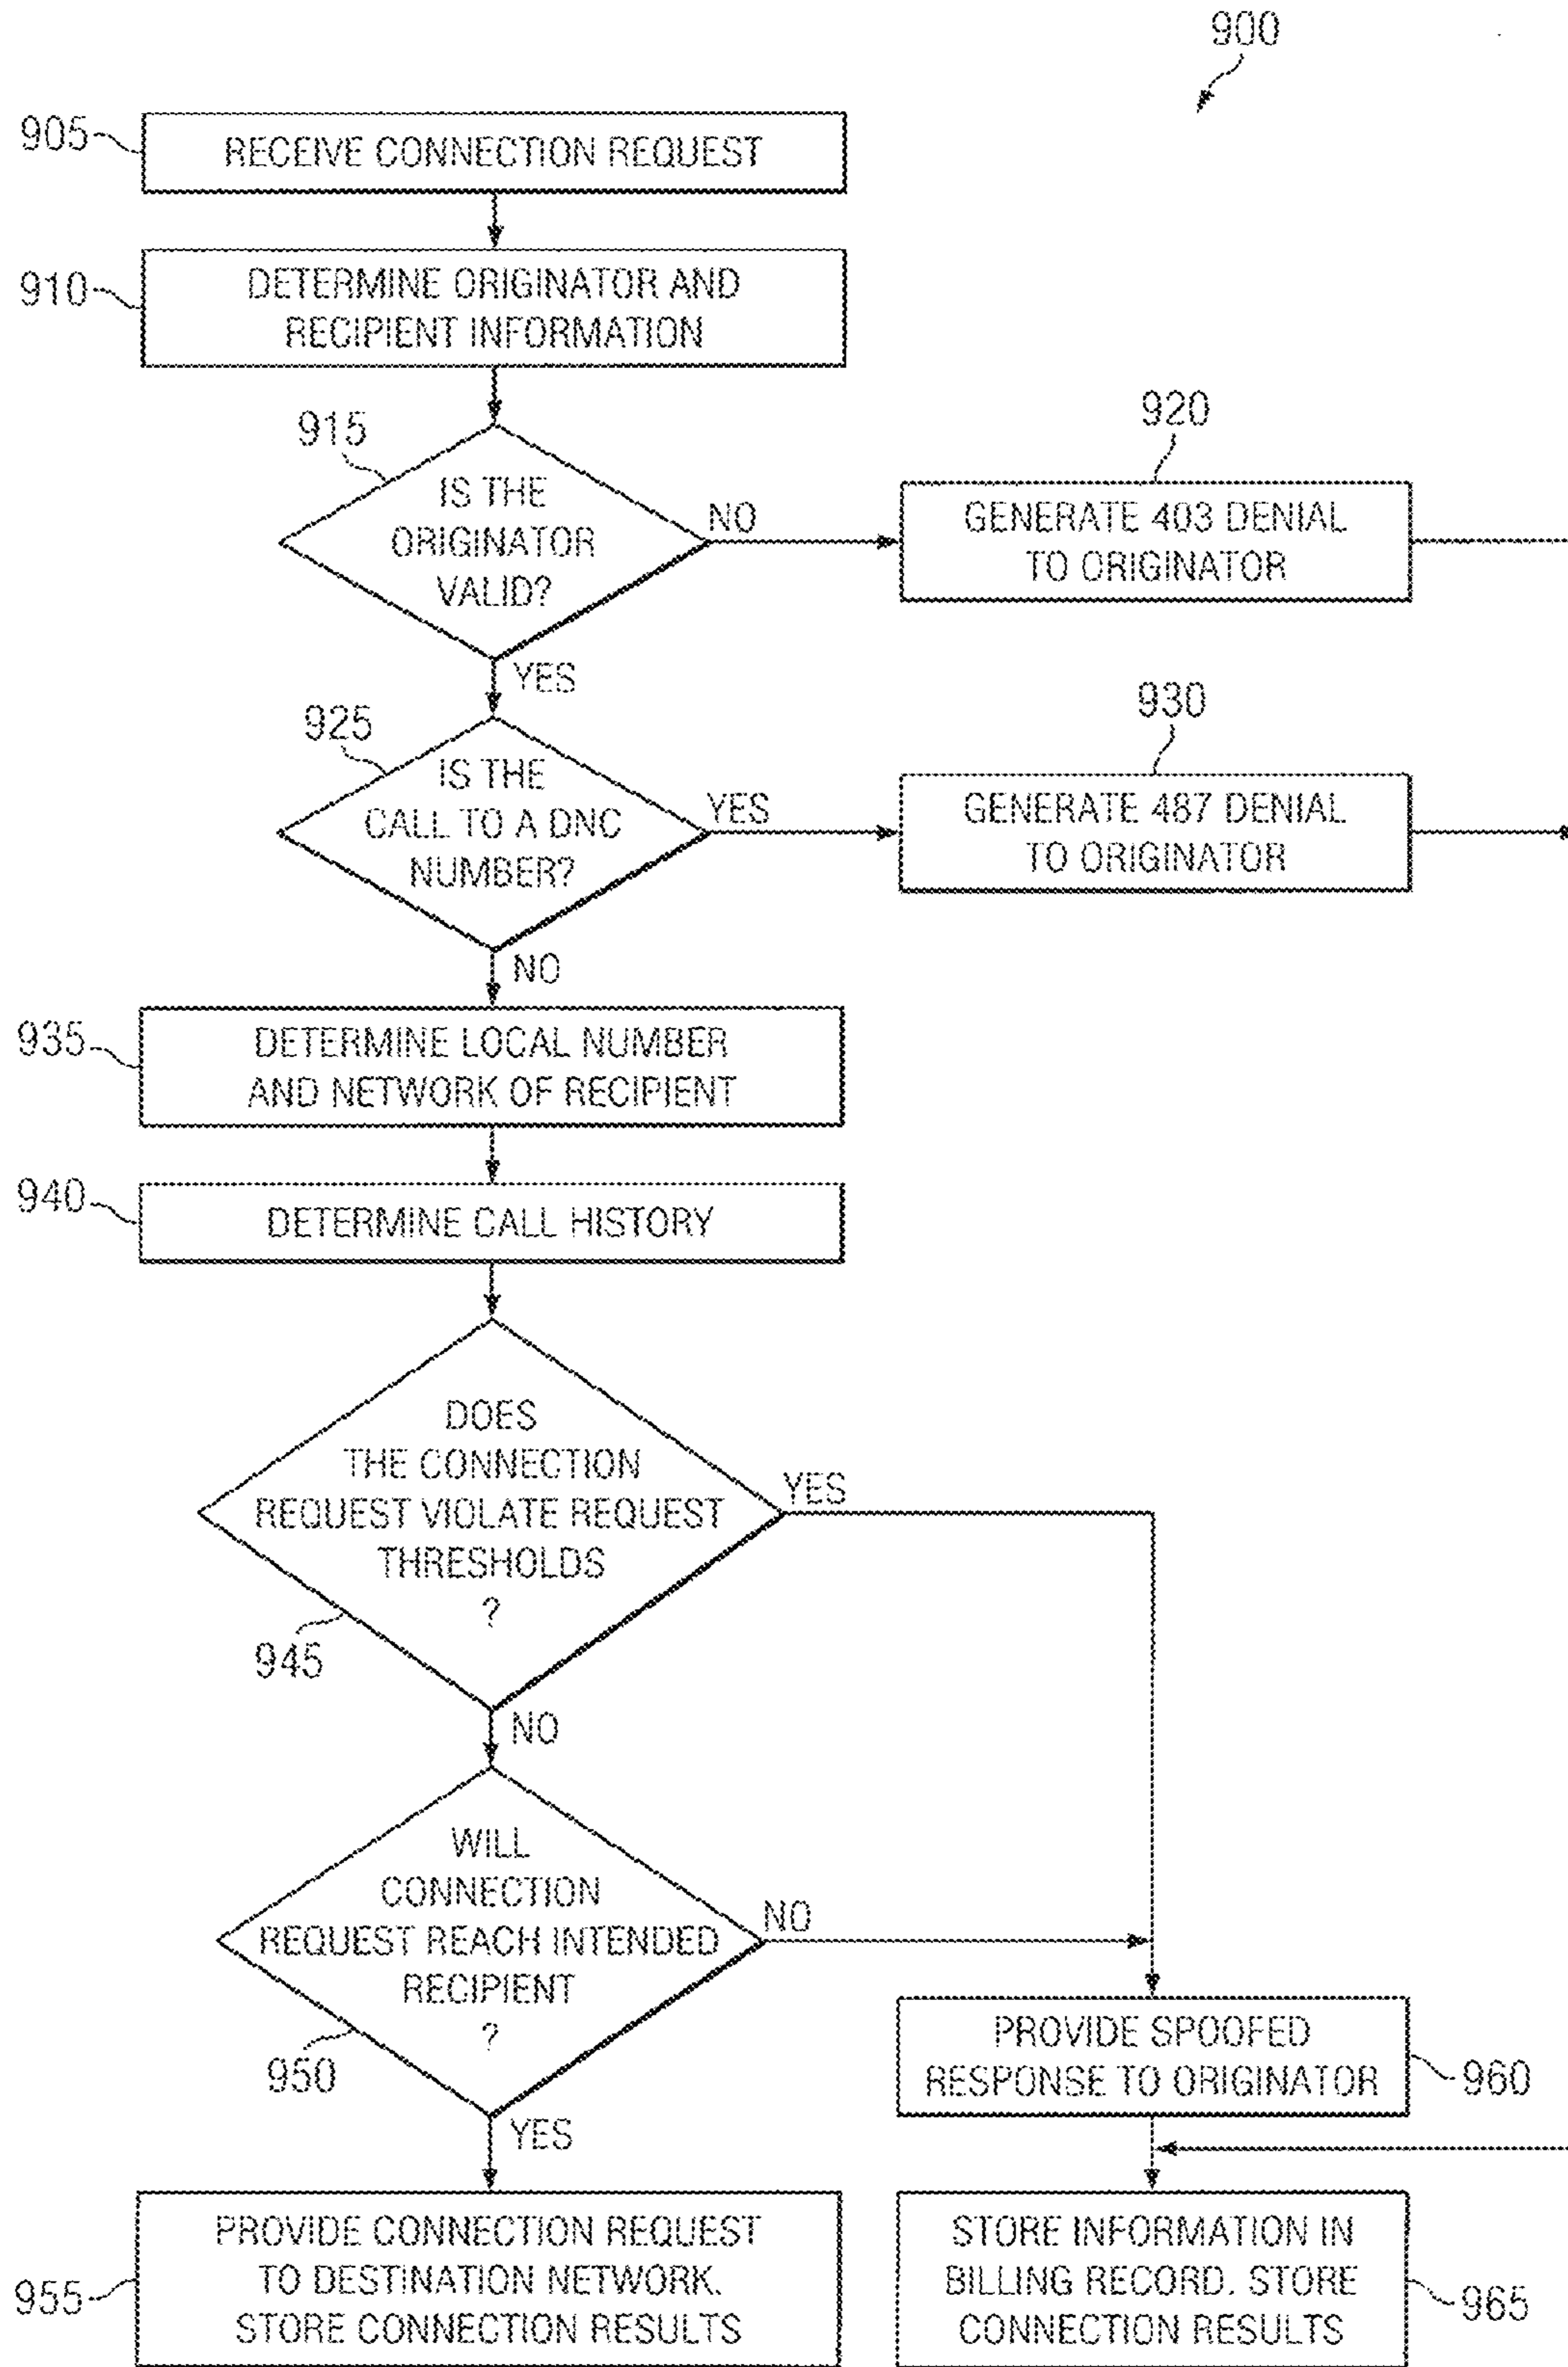 900
905
RECEIVE CONNECTION REQUEST
910
DETERMINE ORIGINATOR AND
RECIPIENT INFORMATION
915
IS THE
ORIGINATOR
VALID?
NO
YES
920
GENERATE 403 DENIAL
TO ORIGINATOR
925
IS THE
CALL TO A DNC
NUMBER?
YES
NO
930
GENERATE 487 DENIAL
TO ORIGINATOR
935
DETERMINE LOCAL NUMBER
AND NETWORK OF RECIPIENT
940
DETERMINE CALL HISTORY
DOES
THE CONNECTION
REQUEST VIOLATE REQUEST
THRESHOLDS
?
945
YES
NO
WILL
CONNECTION
REQUEST REACH INTENDED
RECIPIENT
?
950
NO
YES
PROVIDE SPOOFED
RESPONSE TO ORIGINATOR
960
955
PROVIDE CONNECTION REQUEST
TO DESTINATION NETWORK.
STORE CONNECTION RESULTS
STORE INFORMATION IN
BILLING RECORD. STORE
CONNECTION RESULTS
965